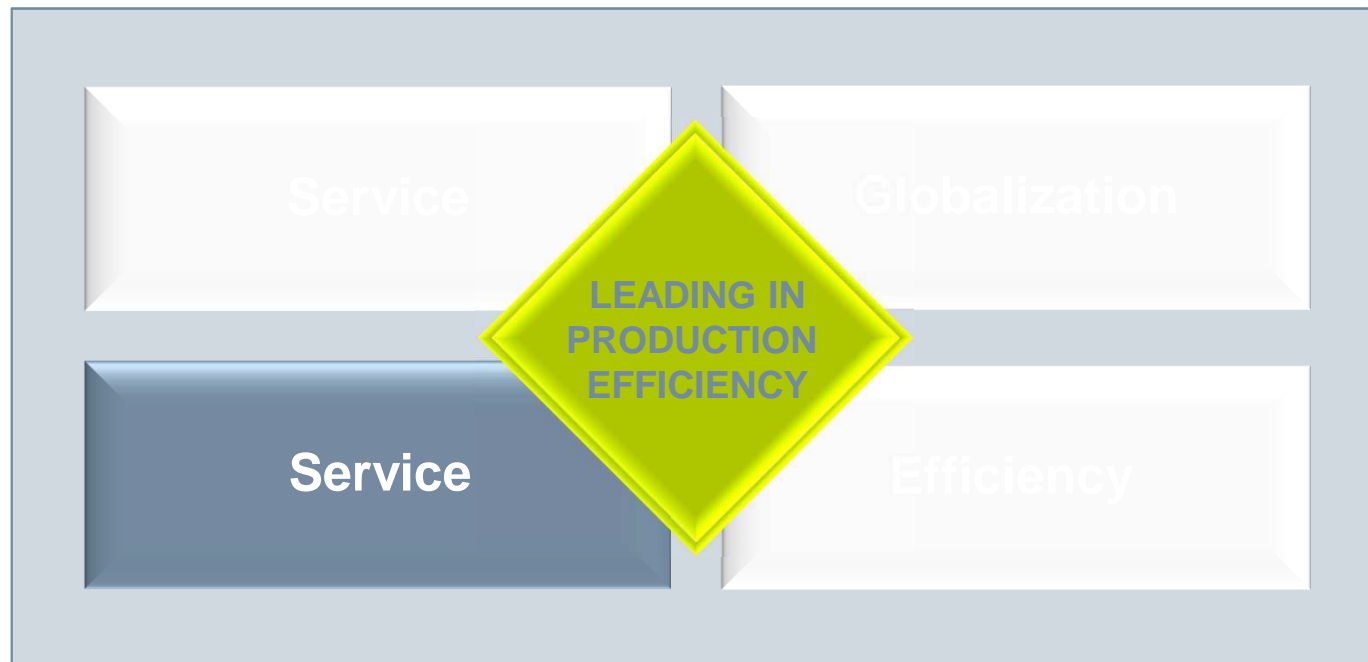 Service
Globalization
LEADING IN
PRODUCTION
EFFICIENCY
Service
Efficiency